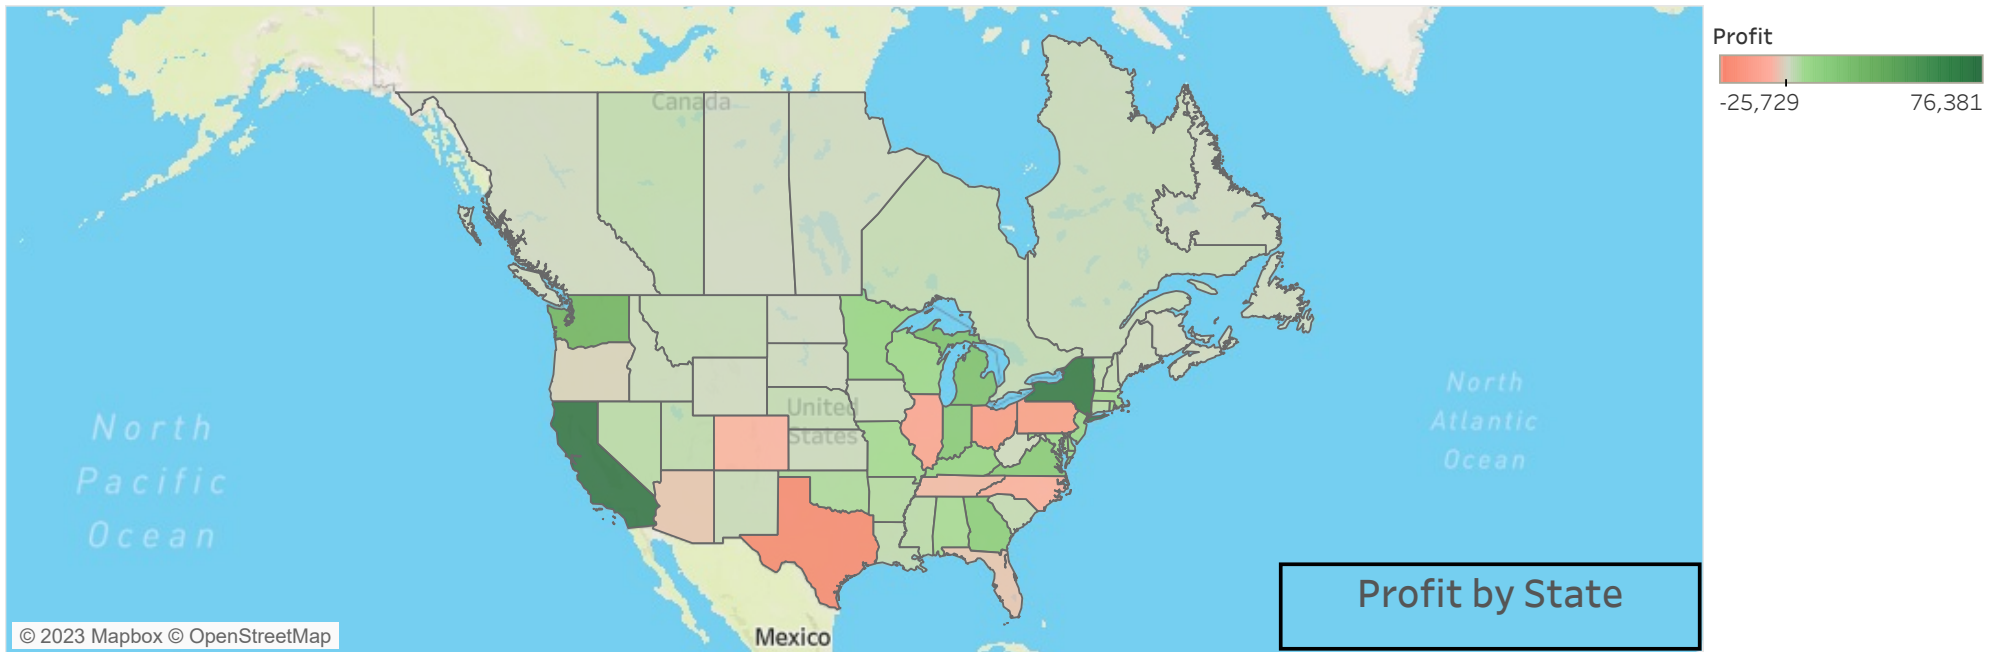 Profit
-25,729
76,381
Canada
United
States
North
Pacific
Ocean
North
Atlantic
Ocean
Profit by State
© 2023 Mapbox © OpenStreetMap
Mexico